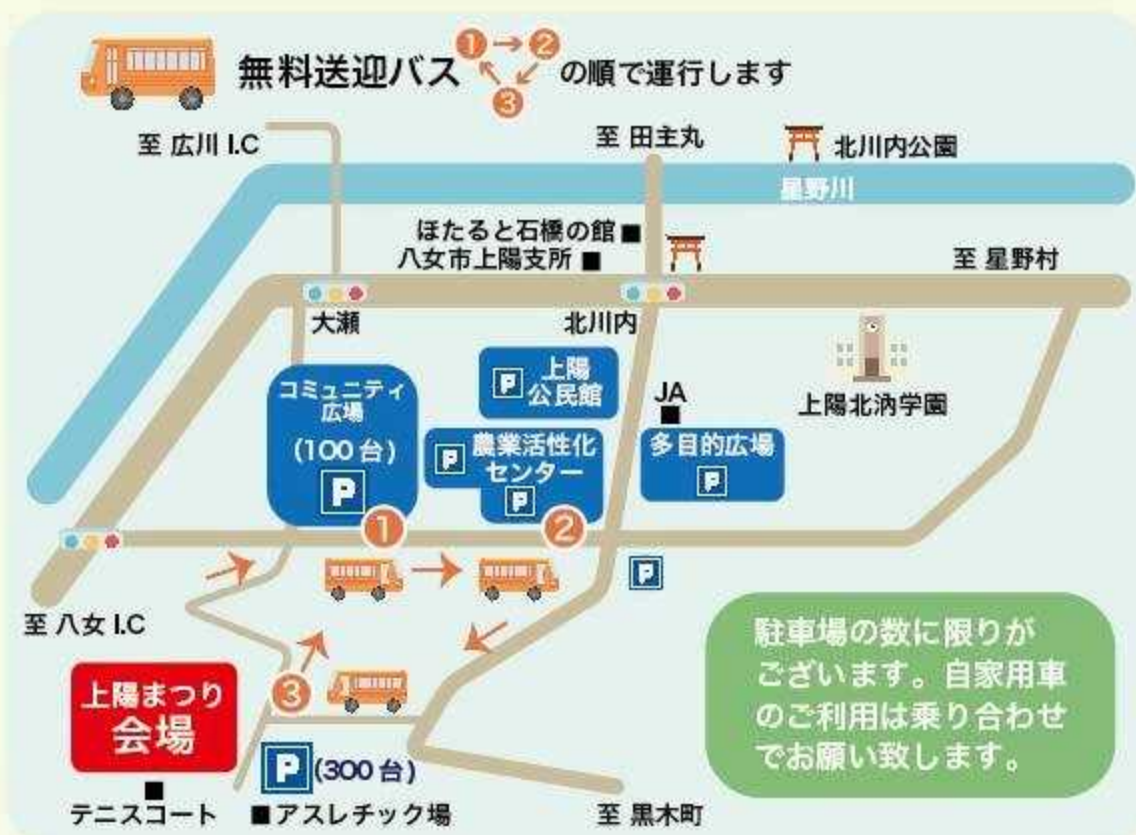 無料送迎バス ①→②③の順で運行します
至 広川 I.C
至 田主丸
北川内公園
星野川
ほたると石橋の館
八女市上陽支所
至 星野村
大瀬
北川内
コミュニティ
広場
(100台)
P
P
上陽
公民館
JA
上陽北汭学園
P
農業活性化
センター
P
多目的広場
P
①
②
P
至 八女 I.C
③
上陽まつり
会場
P
(300台)
テニスコート
アスレチック場
至 黒木町
駐車場の数に限りが
ございます。自家用車
のご利用は乗り合わせ
でお願い致します。